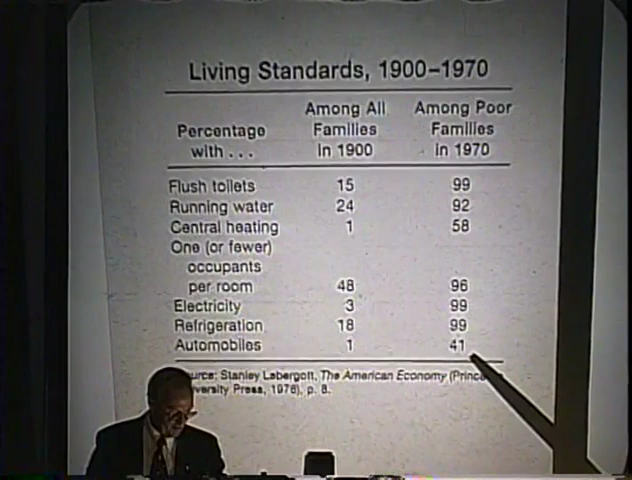 Living Standards, 1900–1970
Percentage with . . . Among All Families in 1900 Among Poor Families in 1970
Flush toilets 15 99
Running water 24 92
Central heating 1 58
One (or fewer)
occupants
per room 48 96
Electricity 3 99
Refrigeration 18 99
Automobiles 1 41
Stanley Lebergott, The American Economy
Press, 1976), p. 8.